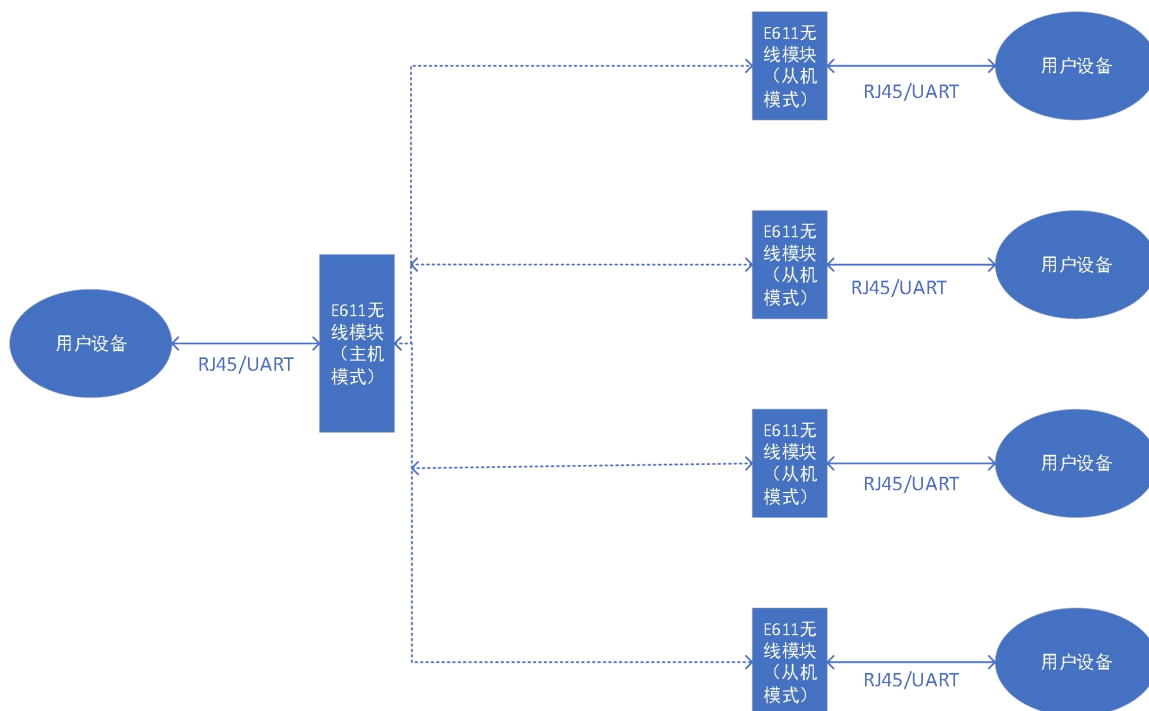 用户设备
RJ45/UART
E611无
线模块
（主机
模式）
E611无
线模块
（从机
模式）
RJ45/UART
用户设备
E611无
线模块
（从机
模式）
RJ45/UART
用户设备
E611无
线模块
（从机
模式）
RJ45/UART
用户设备
E611无
线模块
（从机
模式）
RJ45/UART
用户设备